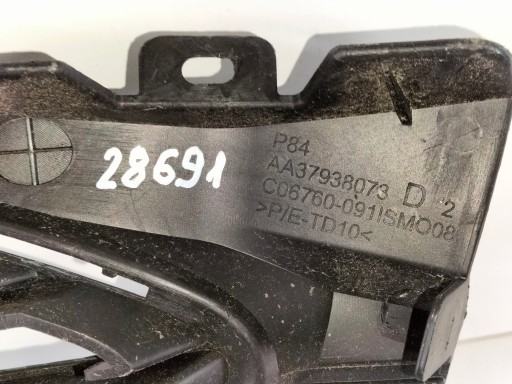 28691
P84
AA37938073 D 2
C06760-091ISMO08
>P/E-TD10<